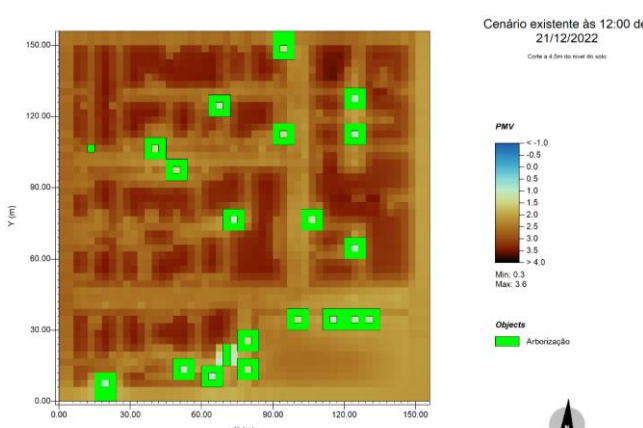 Cenário existente às 12:00 de
21/12/2022
Corte a 4,5m do nível do solo
150.00
120.00
90.00
60.00
30.00
0.00
Y (m)
0.00 30.00 60.00 90.00 120.00 150.00
PMV
< -1.0
-0.5
0.0
0.5
1.0
1.5
2.0
2.5
3.0
3.5
> 4.0
Min: 0.3
Max: 3.6
Objects
Arborização
N